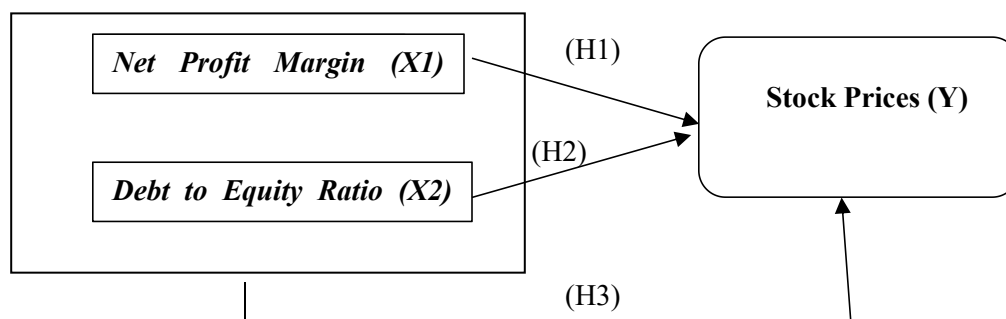 Net Profit Margin (X1)
(H1)
Stock Prices (Y)
(H2)
Debt to Equity Ratio (X2)
(H3)